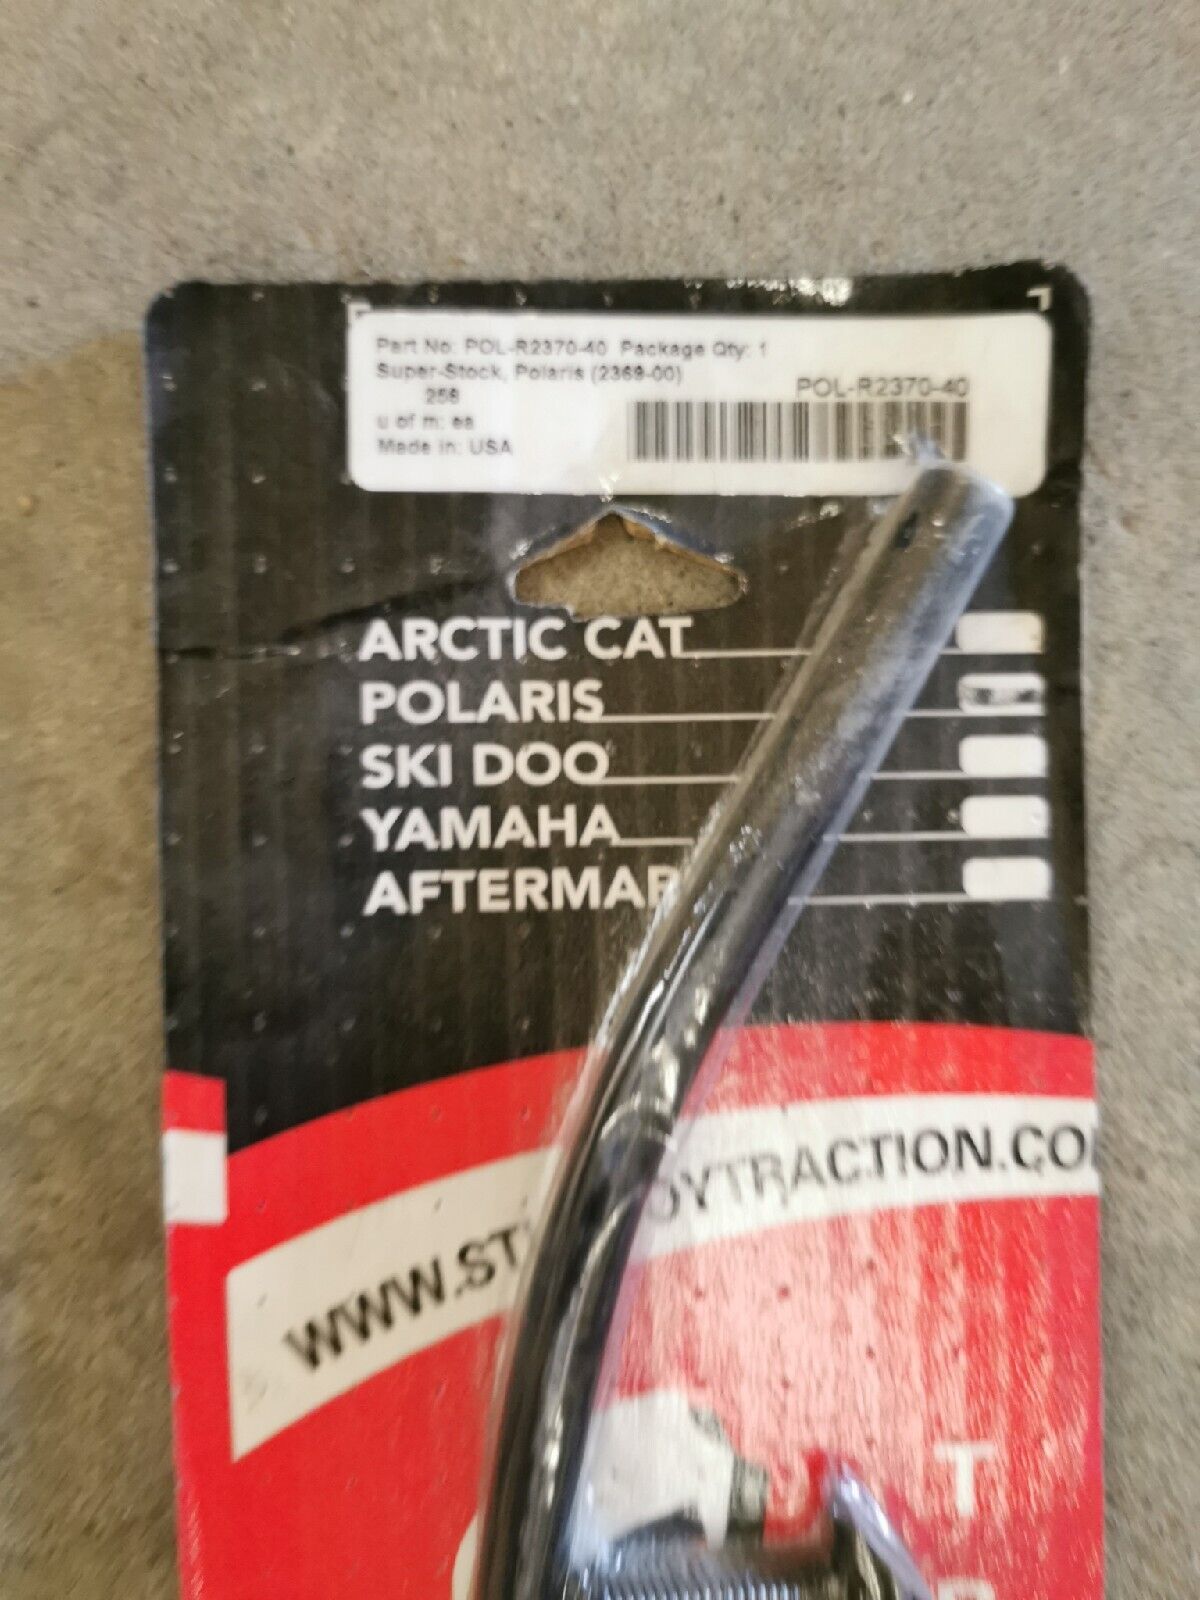 Part No: POL-R2370-40 Package Qty: 1
Super-Stock, Polaris (2369-00)
258
POL-R2370-40
u of m: ea
Made in: USA
ARCTIC CAT
POLARIS
SKI DOO
YAMAHA
AFTERMAR
WWW.ST OYTRACTION.CO
T